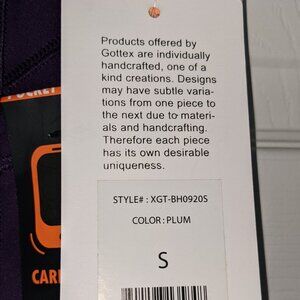 Products offered by
Gottex are individually
handcrafted, one of a
kind creations. Designs
may have subtle varia-
tions from one piece to
the next due to materi-
als and handcrafting.
Therefore each piece
has its own desirable
uniqueness.
STYLE# : XGT-BH0920S
COLOR : PLUM
S
POCKET
CAR